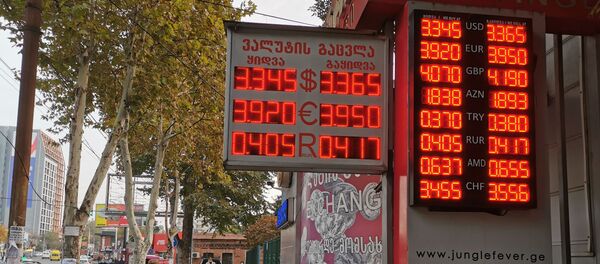 ვალუტის გაცვლა
ყიდვა გაყიდვა
3.345 $ 3.365
3.920 € 3.950
0.405 R 0.417
3.345 USD 3.365
3.920 EUR 3.950
4.070 GBP 4.190
1.838 AZN 1.893
0.370 TRY 0.380
0.405 RUR 0.417
0.637 AMD 0.655
3.455 CHF 3.556
www.junglefever.ge